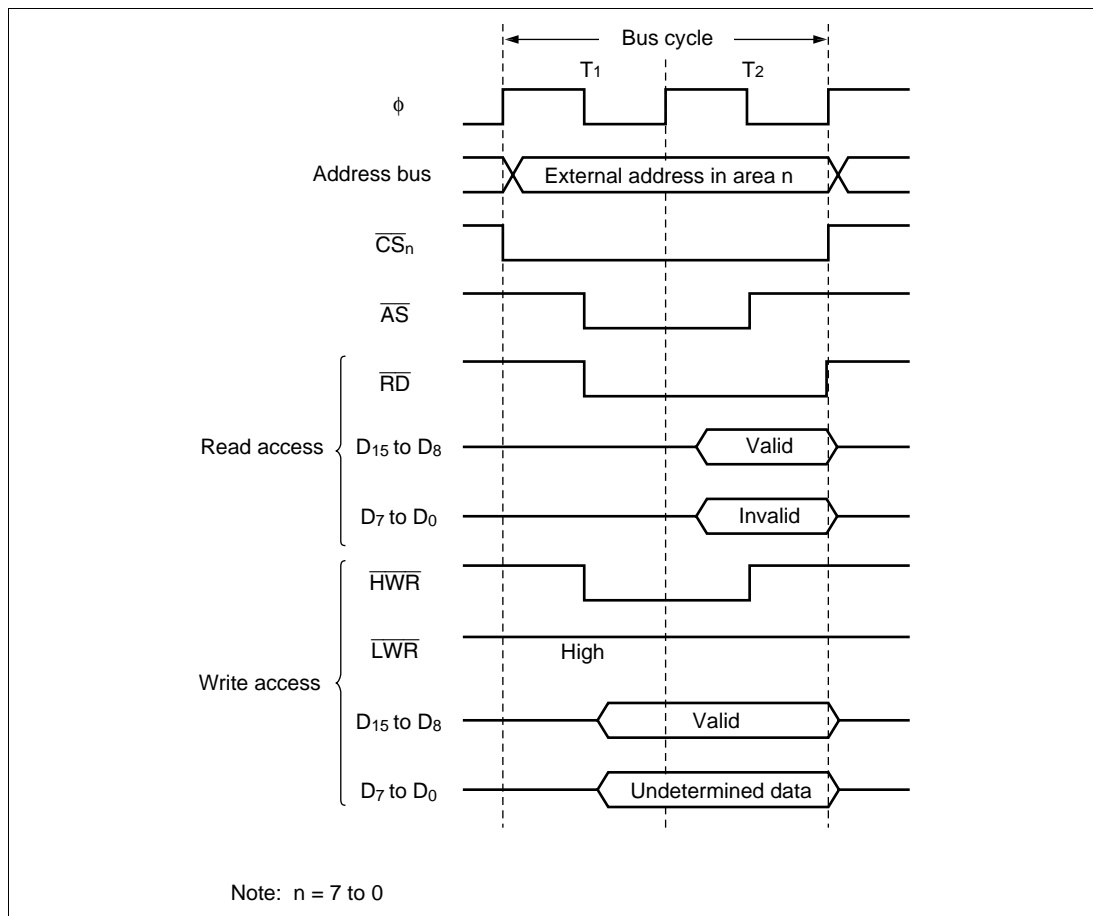 Bus cycle
T1 T2
φ
Address bus External address in area n
CSn
AS
RD
Read access D15 to D8 Valid
D7 to D0 Invalid
HWR
LWR High
Write access
D15 to D8 Valid
D7 to D0 Undetermined data
Note: n = 7 to 0